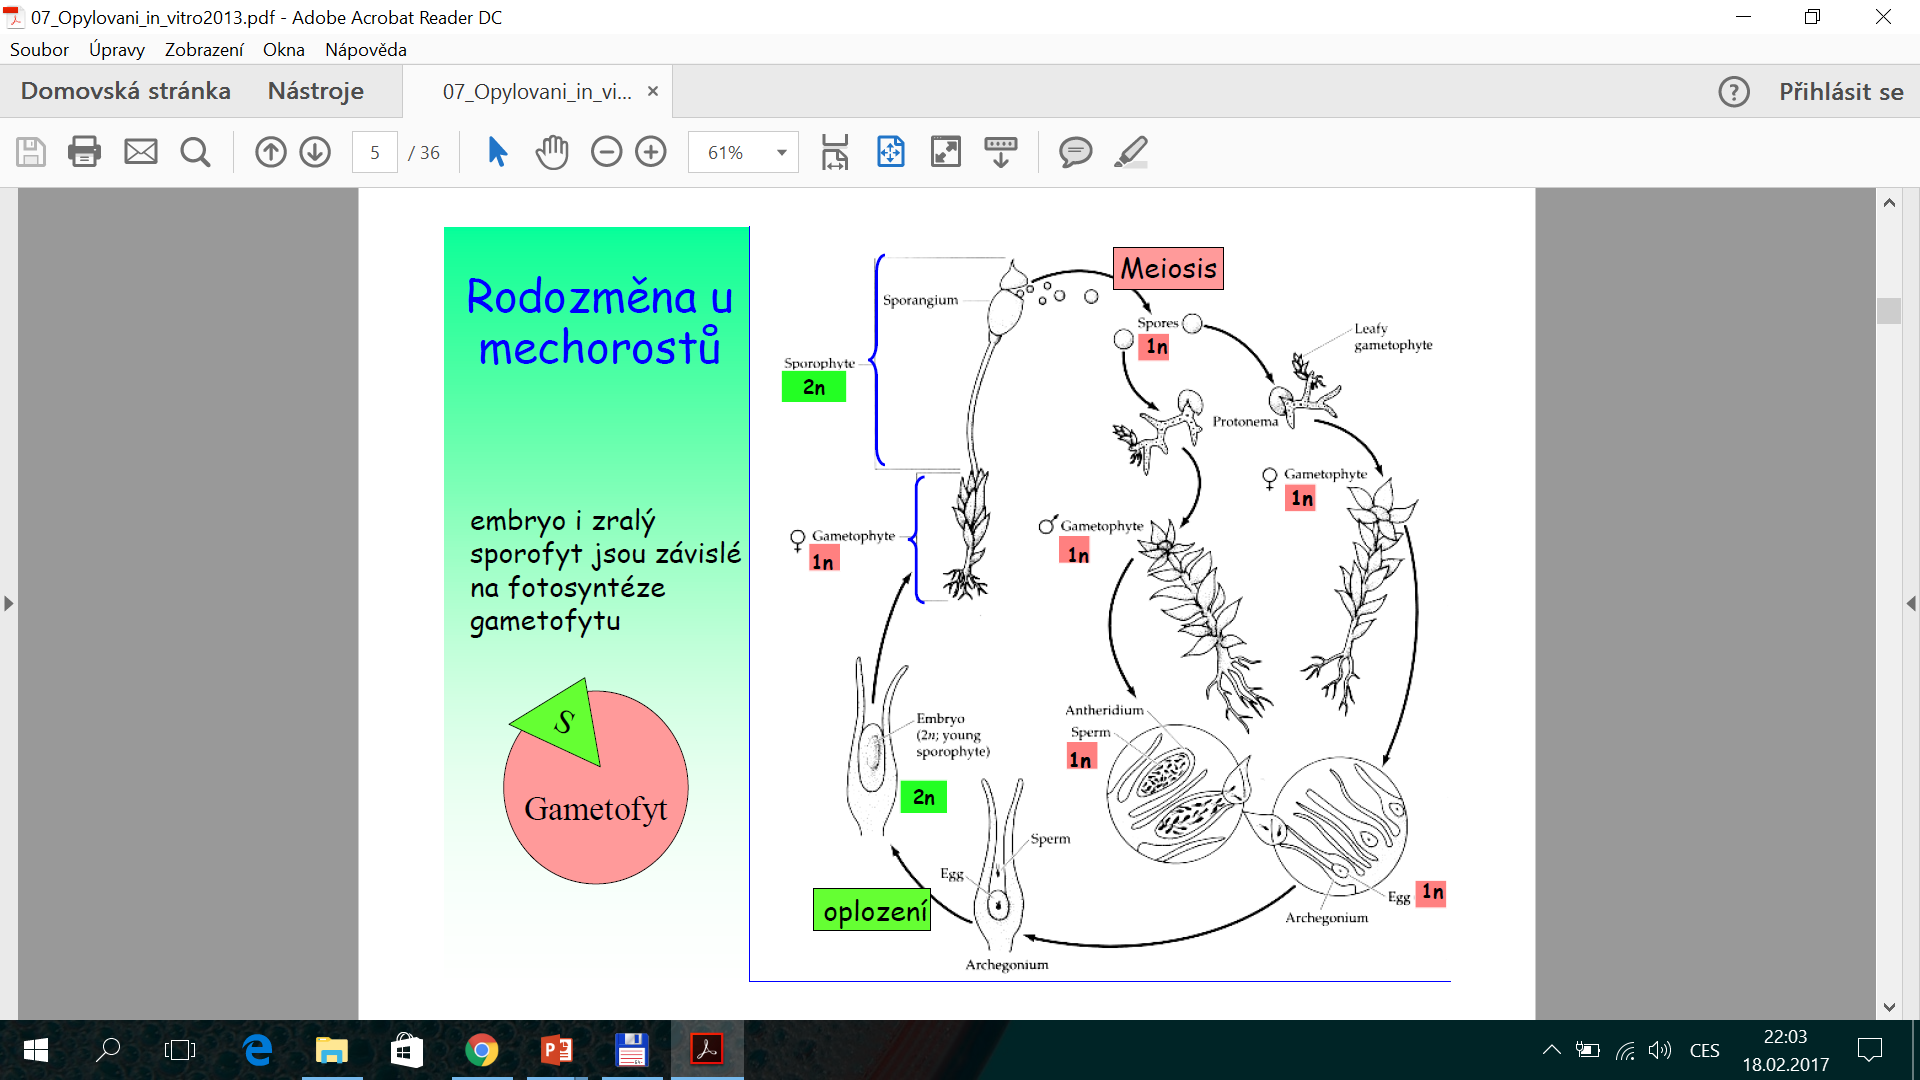 07_Opylovani_in_vitro2013.pdf - Adobe Acrobat Reader DC
Soubor Úpravy Zobrazení Okna Nápověda
Domovská stránka Nástroje 07_Opylovani_in_vi... × ? Přihlásit se
5 / 36 61%
Rodozměna u
mechorostů
embryo i zralý
sporofyt jsou závislé
na fotosyntéze
gametofytu
S
Gametofyt
Meiosis
Sporangium
Spores
1n
Leafy
gametophyte
Sporophyte
2n
Protonema
♀ Gametophyte
1n
♂ Gametophyte
1n
♀ Gametophyte
1n
Antheridium
Sperm
1n
Embryo
(2n; young
sporophyte)
2n
Sperm
Egg
oplození
Archegonium
Egg 1n
Archegonium
CES
22:03
18.02.2017